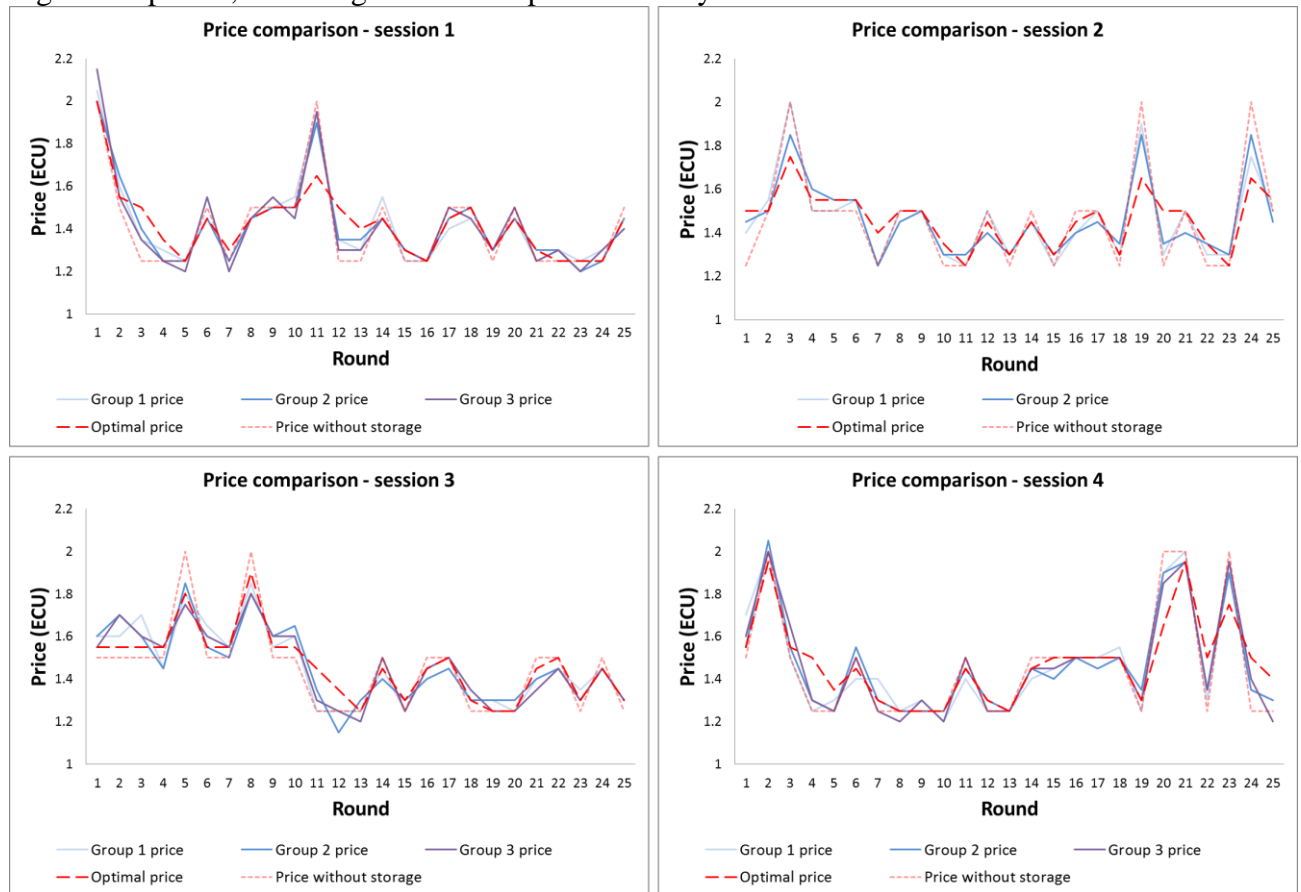 Price comparison - session 1
Price (ECU)
2.2
2
1.8
1.6
1.4
1.2
1
1 2 3 4 5 6 7 8 9 10 11 12 13 14 15 16 17 18 19 20 21 22 23 24 25
Round
Group 1 price Group 2 price Group 3 price
Optimal price Price without storage
Price comparison - session 2
Price (ECU)
2.2
2
1.8
1.6
1.4
1.2
1
1 2 3 4 5 6 7 8 9 10 11 12 13 14 15 16 17 18 19 20 21 22 23 24 25
Round
Group 1 price Group 2 price
Optimal price Price without storage
Price comparison - session 3
Price (ECU)
2.2
2
1.8
1.6
1.4
1.2
1
1 2 3 4 5 6 7 8 9 10 11 12 13 14 15 16 17 18 19 20 21 22 23 24 25
Round
Group 1 price Group 2 price Group 3 price
Optimal price Price without storage
Price comparison - session 4
Price (ECU)
2.2
2
1.8
1.6
1.4
1.2
1
1 2 3 4 5 6 7 8 9 10 11 12 13 14 15 16 17 18 19 20 21 22 23 24 25
Round
Group 1 price Group 2 price Group 3 price
Optimal price Price without storage